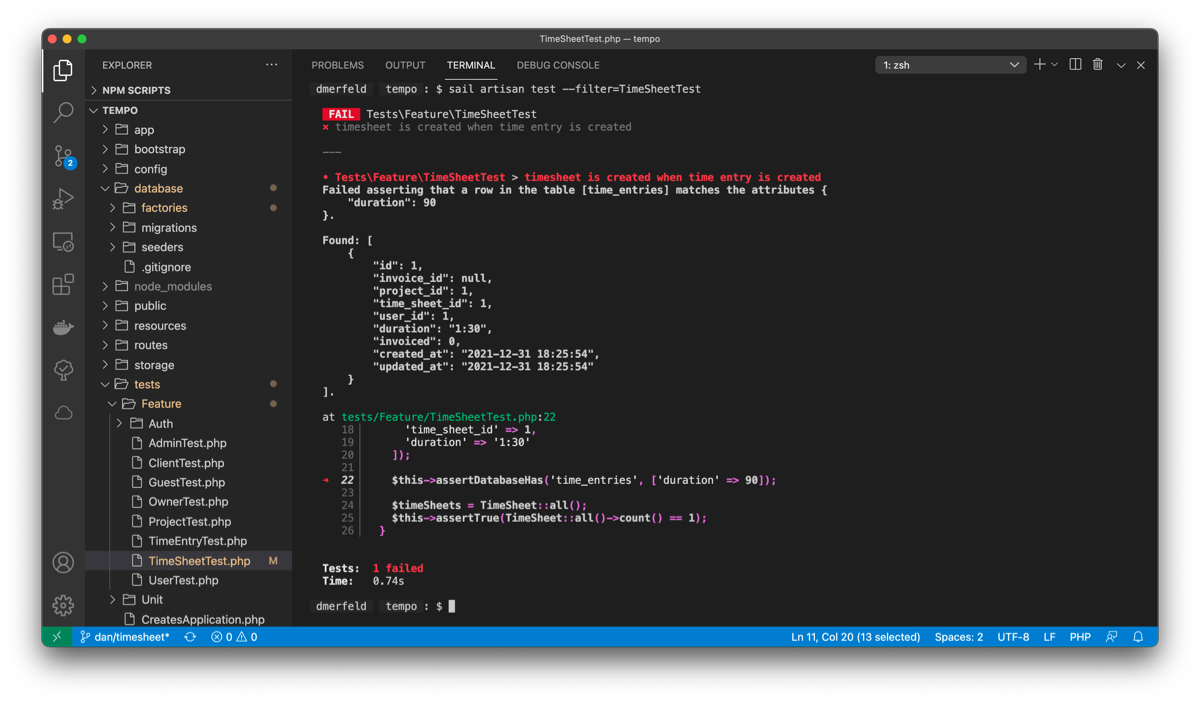 TimeSheetTest.php — tempo
EXPLORER
NPM SCRIPTS
TEMPO
app
bootstrap
config
database
factories
migrations
seeders
.gitignore
node_modules
public
resources
routes
storage
tests
Feature
Auth
AdminTest.php
ClientTest.php
GuestTest.php
OwnerTest.php
ProjectTest.php
TimeEntryTest.php
TimeSheetTest.php M
UserTest.php
Unit
CreatesApplication.php
2
PROBLEMS OUTPUT TERMINAL DEBUG CONSOLE 1: zsh
dmerfeld tempo : $ sail artisan test --filter=TimeSheetTest
FAIL Tests\Feature\TimeSheetTest
⨯ timesheet is created when time entry is created
———
• Tests\Feature\TimeSheetTest > timesheet is created when time entry is created
Failed asserting that a row in the table [time_entries] matches the attributes {
"duration": 90
}.
Found: [
{
"id": 1,
"invoice_id": null,
"project_id": 1,
"time_sheet_id": 1,
"user_id": 1,
"duration": "1:30",
"invoiced": 0,
"created_at": "2021-12-31 18:25:54",
"updated_at": "2021-12-31 18:25:54"
}
].
at tests/Feature/TimeSheetTest.php:22
18 'time_sheet_id' => 1,
19 'duration' => '1:30'
20 ]);
21
➜ 22 $this->assertDatabaseHas('time_entries', ['duration' => 90]);
23
24 $timeSheets = TimeSheet::all();
25 $this->assertTrue(TimeSheet::all()->count() == 1);
26 }
Tests: 1 failed
Time: 0.74s
dmerfeld tempo : $
dan/timesheet* 0 0 Ln 11, Col 20 (13 selected) Spaces: 2 UTF-8 LF PHP